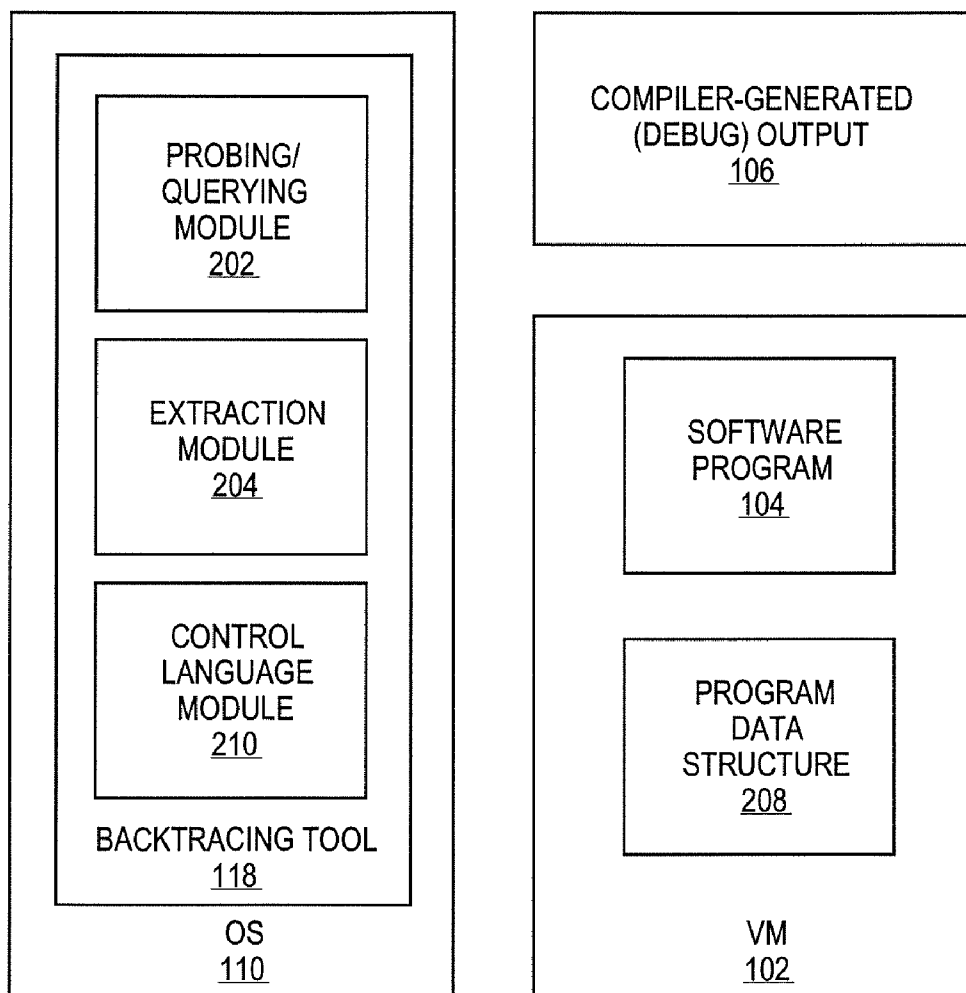 PROBING/
QUERYING
MODULE
202
EXTRACTION
MODULE
204
CONTROL
LANGUAGE
MODULE
210
BACKTRACING TOOL
118
OS
110
COMPILER-GENERATED
(DEBUG) OUTPUT
106
SOFTWARE
PROGRAM
104
PROGRAM
DATA
STRUCTURE
208
VM
102